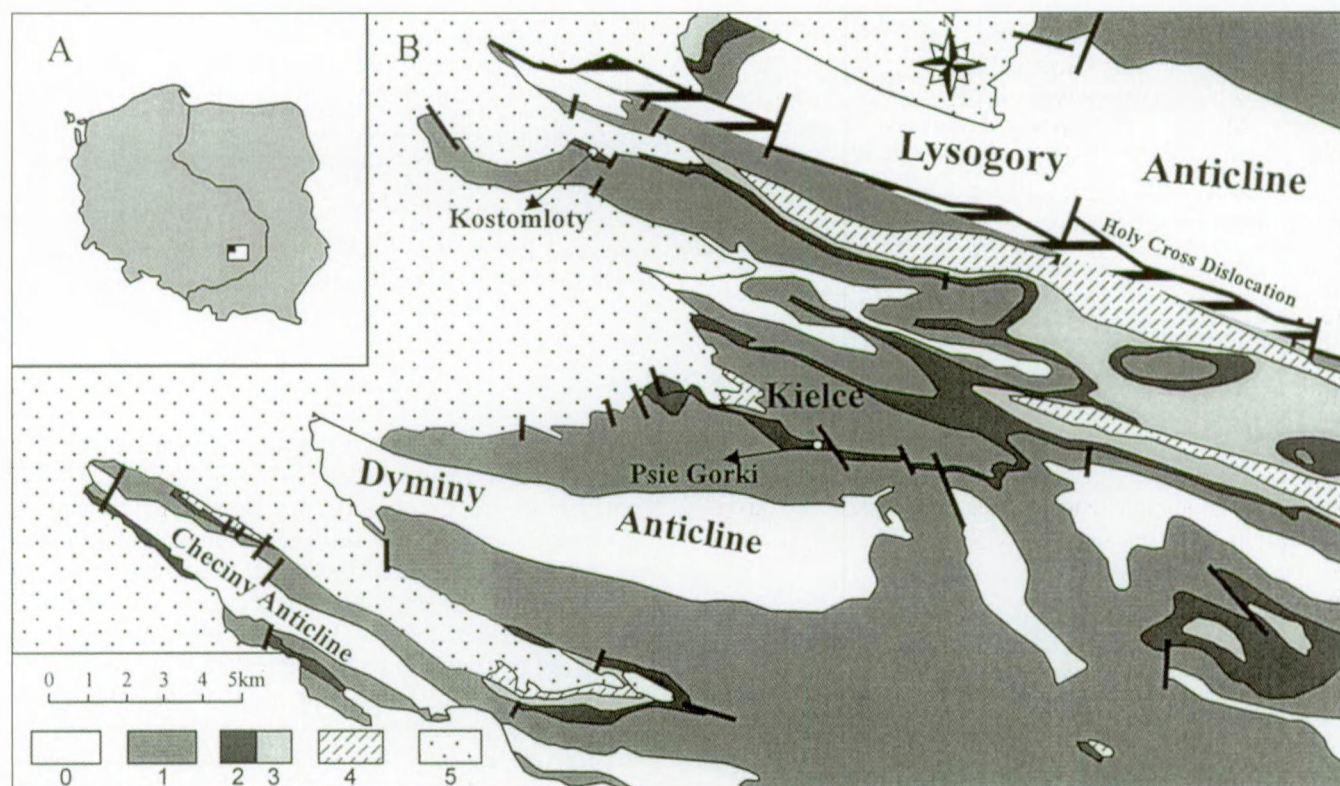 A
B
N
Lysogory Anticline
Kostomloty
Holy Cross Dislocation
Kielce
Psie Gorki
Dyminy Anticline
Checiny Anticline
0 1 2 3 4 5km
0 1 2 3 4 5